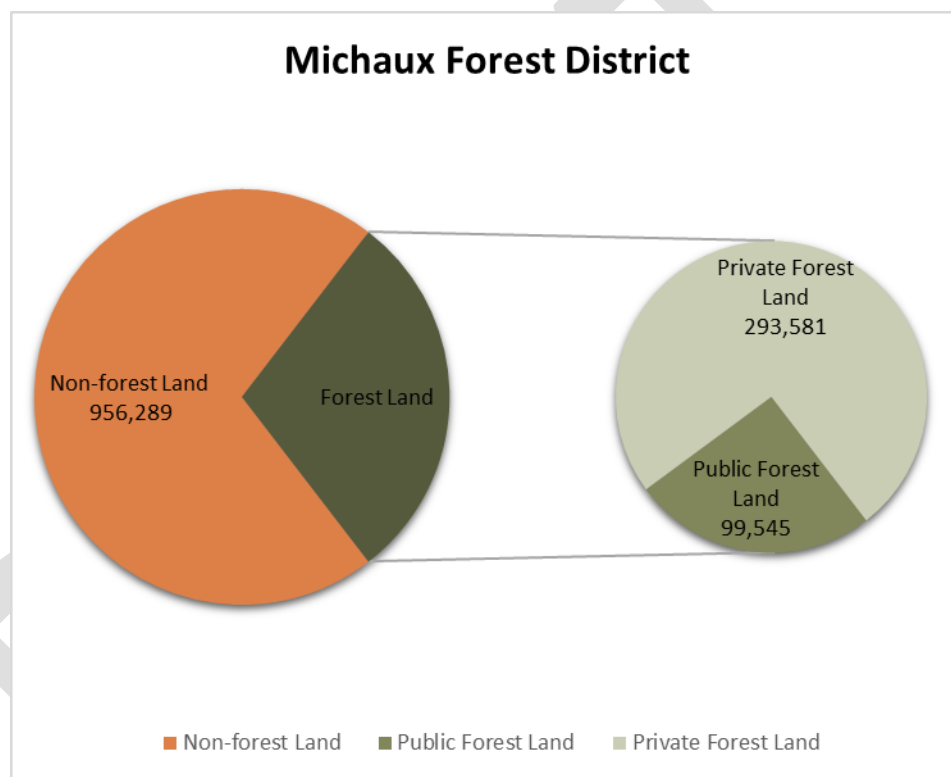 Michaux Forest District
Non-forest Land
956,289
Forest Land
Private Forest
Land
293,581
Public Forest
Land
99,545
Non-forest Land
Public Forest Land
Private Forest Land